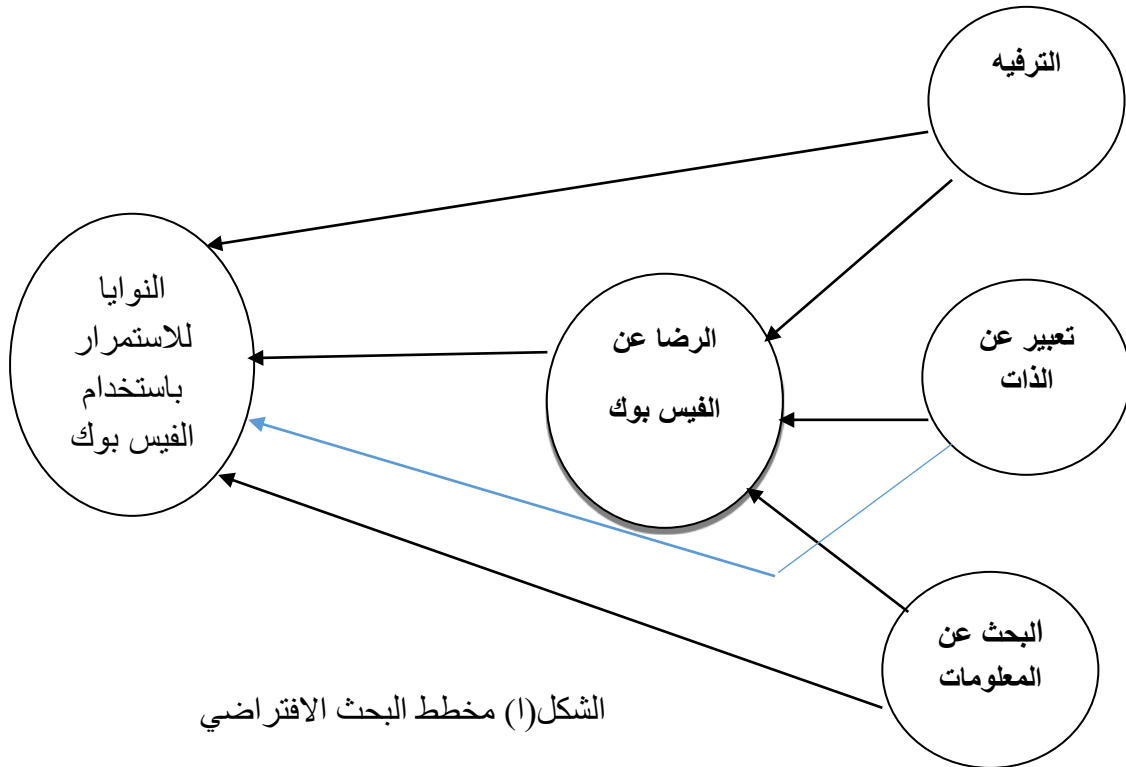 الترفيه
تعبير عن
الذات
البحث عن
المعلومات
الرضا عن
الفيس بوك
النوايا
للاستمرار
باستخدام
الفيس بوك
الشكل(ا) مخطط البحث الافتراضي